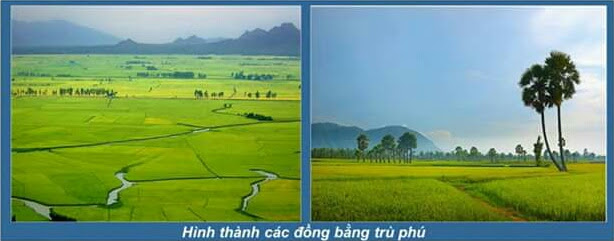 Hình thành các đồng bằng trù phú